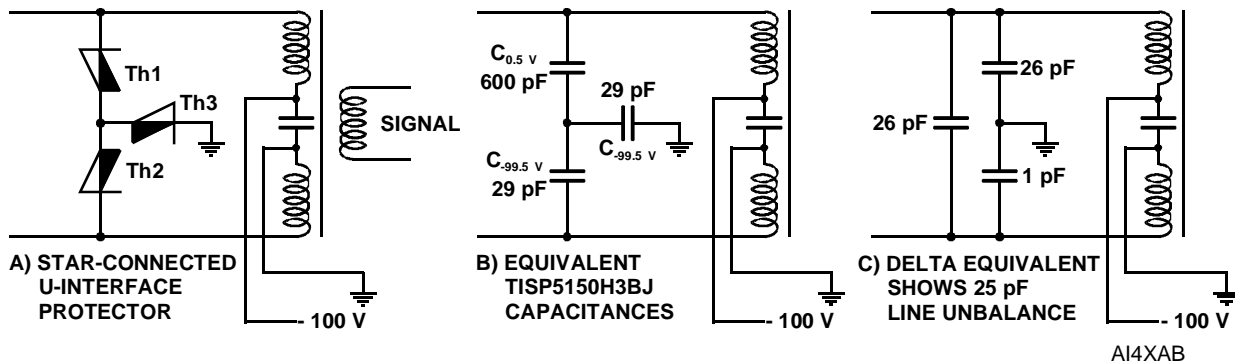 Th1
Th3
Th2
SIGNAL
A) STAR-CONNECTED
U-INTERFACE
PROTECTOR
- 100 V
C0.5 V
600 pF
29 pF
C-99.5 V
C-99.5 V
29 pF
B) EQUIVALENT
TISP5150H3BJ
CAPACITANCES
- 100 V
26 pF
26 pF
1 pF
C) DELTA EQUIVALENT
SHOWS 25 pF
LINE UNBALANCE
- 100 V
AI4XAB